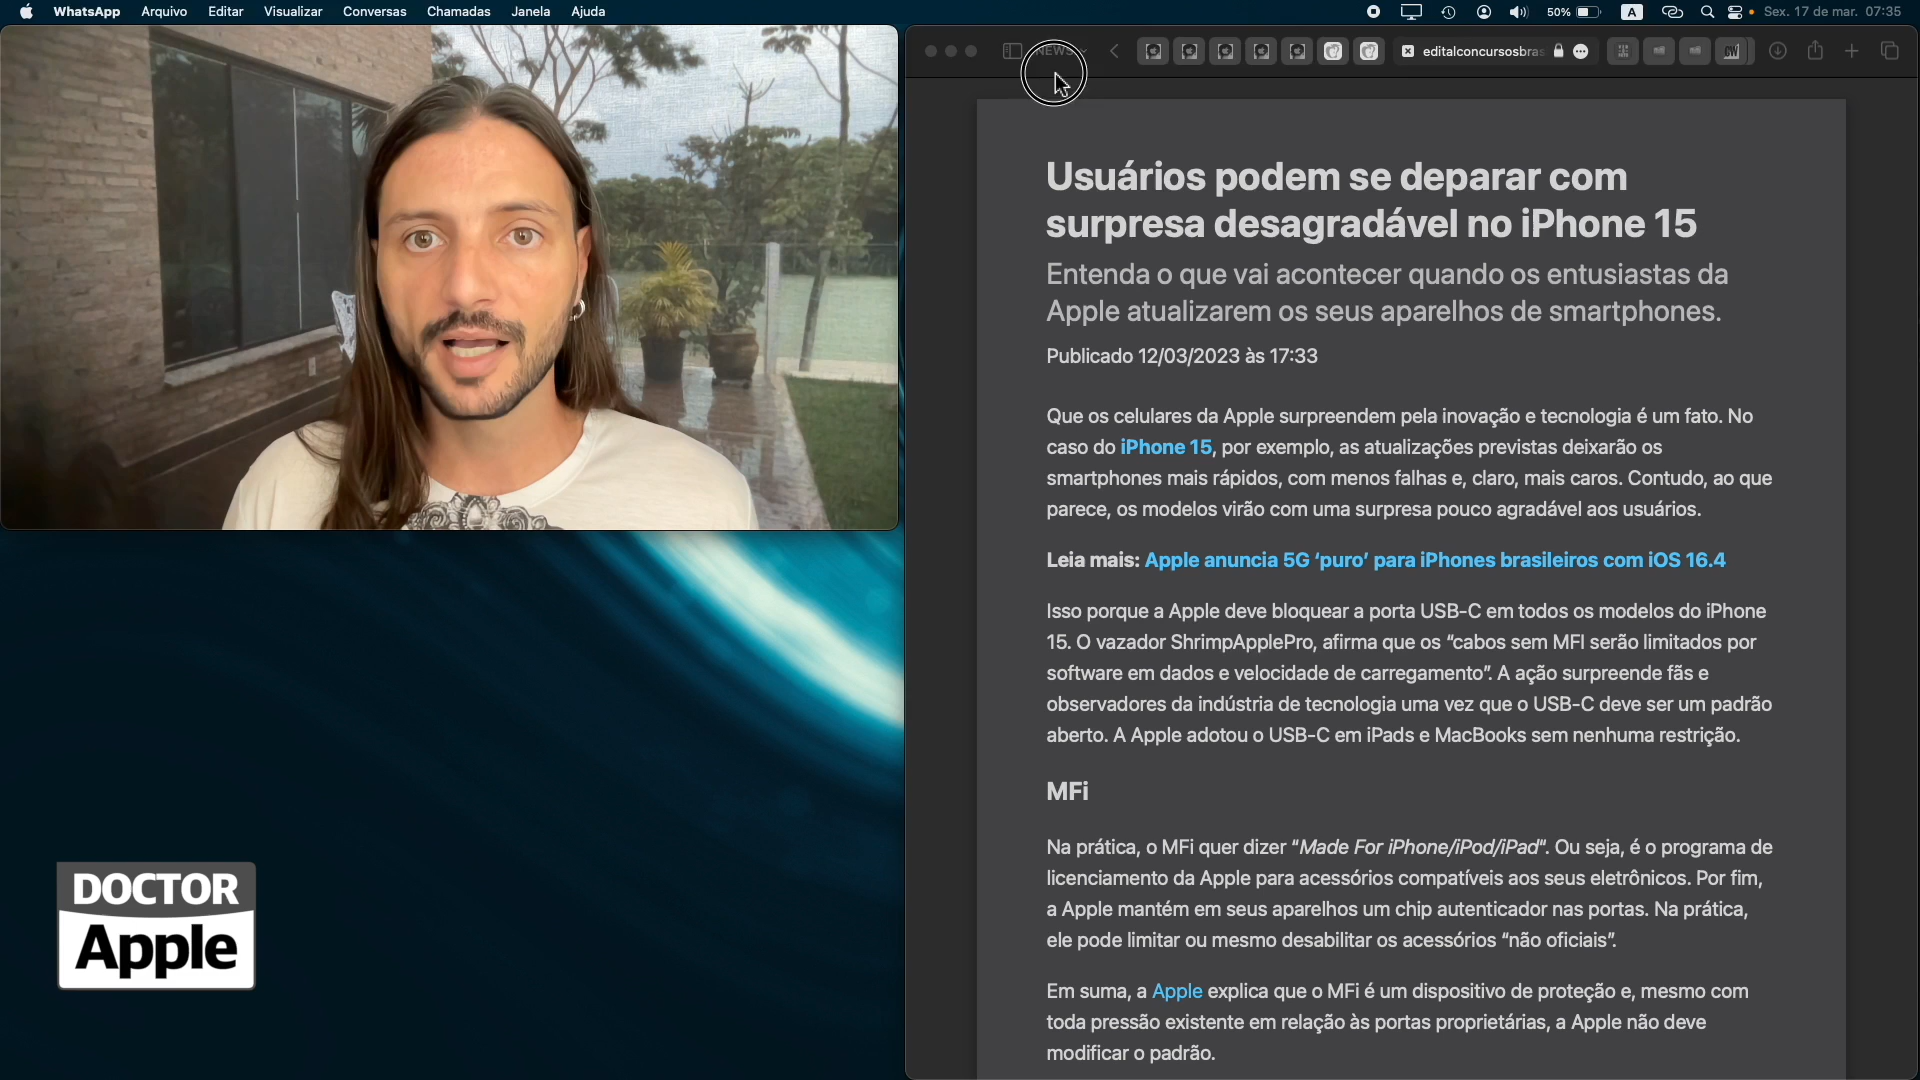 WhatsApp Arquivo Editar Visualizar Conversas Chamadas Janela Ajuda
50% A Sex. 17 de mar. 07:35
NEWS
editalconcursosbras
Usuários podem se deparar com
surpresa desagradável no iPhone 15
Entenda o que vai acontecer quando os entusiastas da
Apple atualizarem os seus aparelhos de smartphones.
Publicado 12/03/2023 às 17:33
Que os celulares da Apple surpreendem pela inovação e tecnologia é um fato. No
caso do iPhone 15, por exemplo, as atualizações previstas deixarão os
smartphones mais rápidos, com menos falhas e, claro, mais caros. Contudo, ao que
parece, os modelos virão com uma surpresa pouco agradável aos usuários.
Leia mais: Apple anuncia 5G ‘puro’ para iPhones brasileiros com iOS 16.4
Isso porque a Apple deve bloquear a porta USB-C em todos os modelos do iPhone
15. O vazador ShrimpApplePro, afirma que os “cabos sem MFI serão limitados por
software em dados e velocidade de carregamento”. A ação surpreende fãs e
observadores da indústria de tecnologia uma vez que o USB-C deve ser um padrão
aberto. A Apple adotou o USB-C em iPads e MacBooks sem nenhuma restrição.
MFi
Na prática, o MFi quer dizer “Made For iPhone/iPod/iPad“. Ou seja, é o programa de
licenciamento da Apple para acessórios compatíveis aos seus eletrônicos. Por fim,
a Apple mantém em seus aparelhos um chip autenticador nas portas. Na prática,
ele pode limitar ou mesmo desabilitar os acessórios “não oficiais”.
Em suma, a Apple explica que o MFi é um dispositivo de proteção e, mesmo com
toda pressão existente em relação às portas proprietárias, a Apple não deve
modificar o padrão.
DOCTOR
Apple